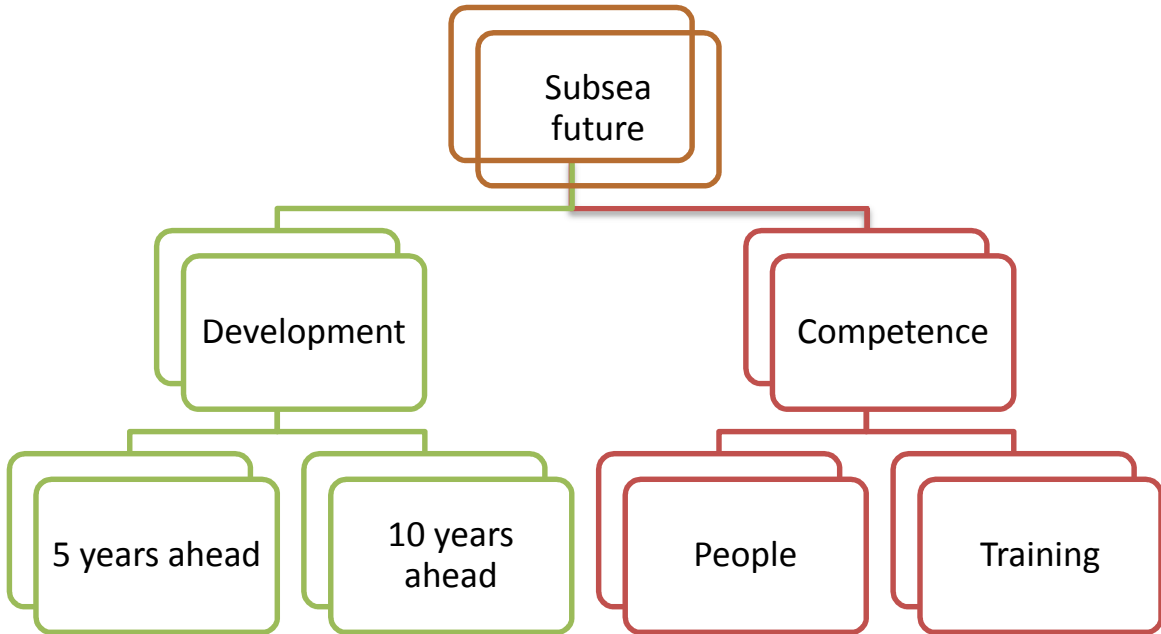 Subsea
future
Development
Competence
5 years ahead
10 years
ahead
People
Training